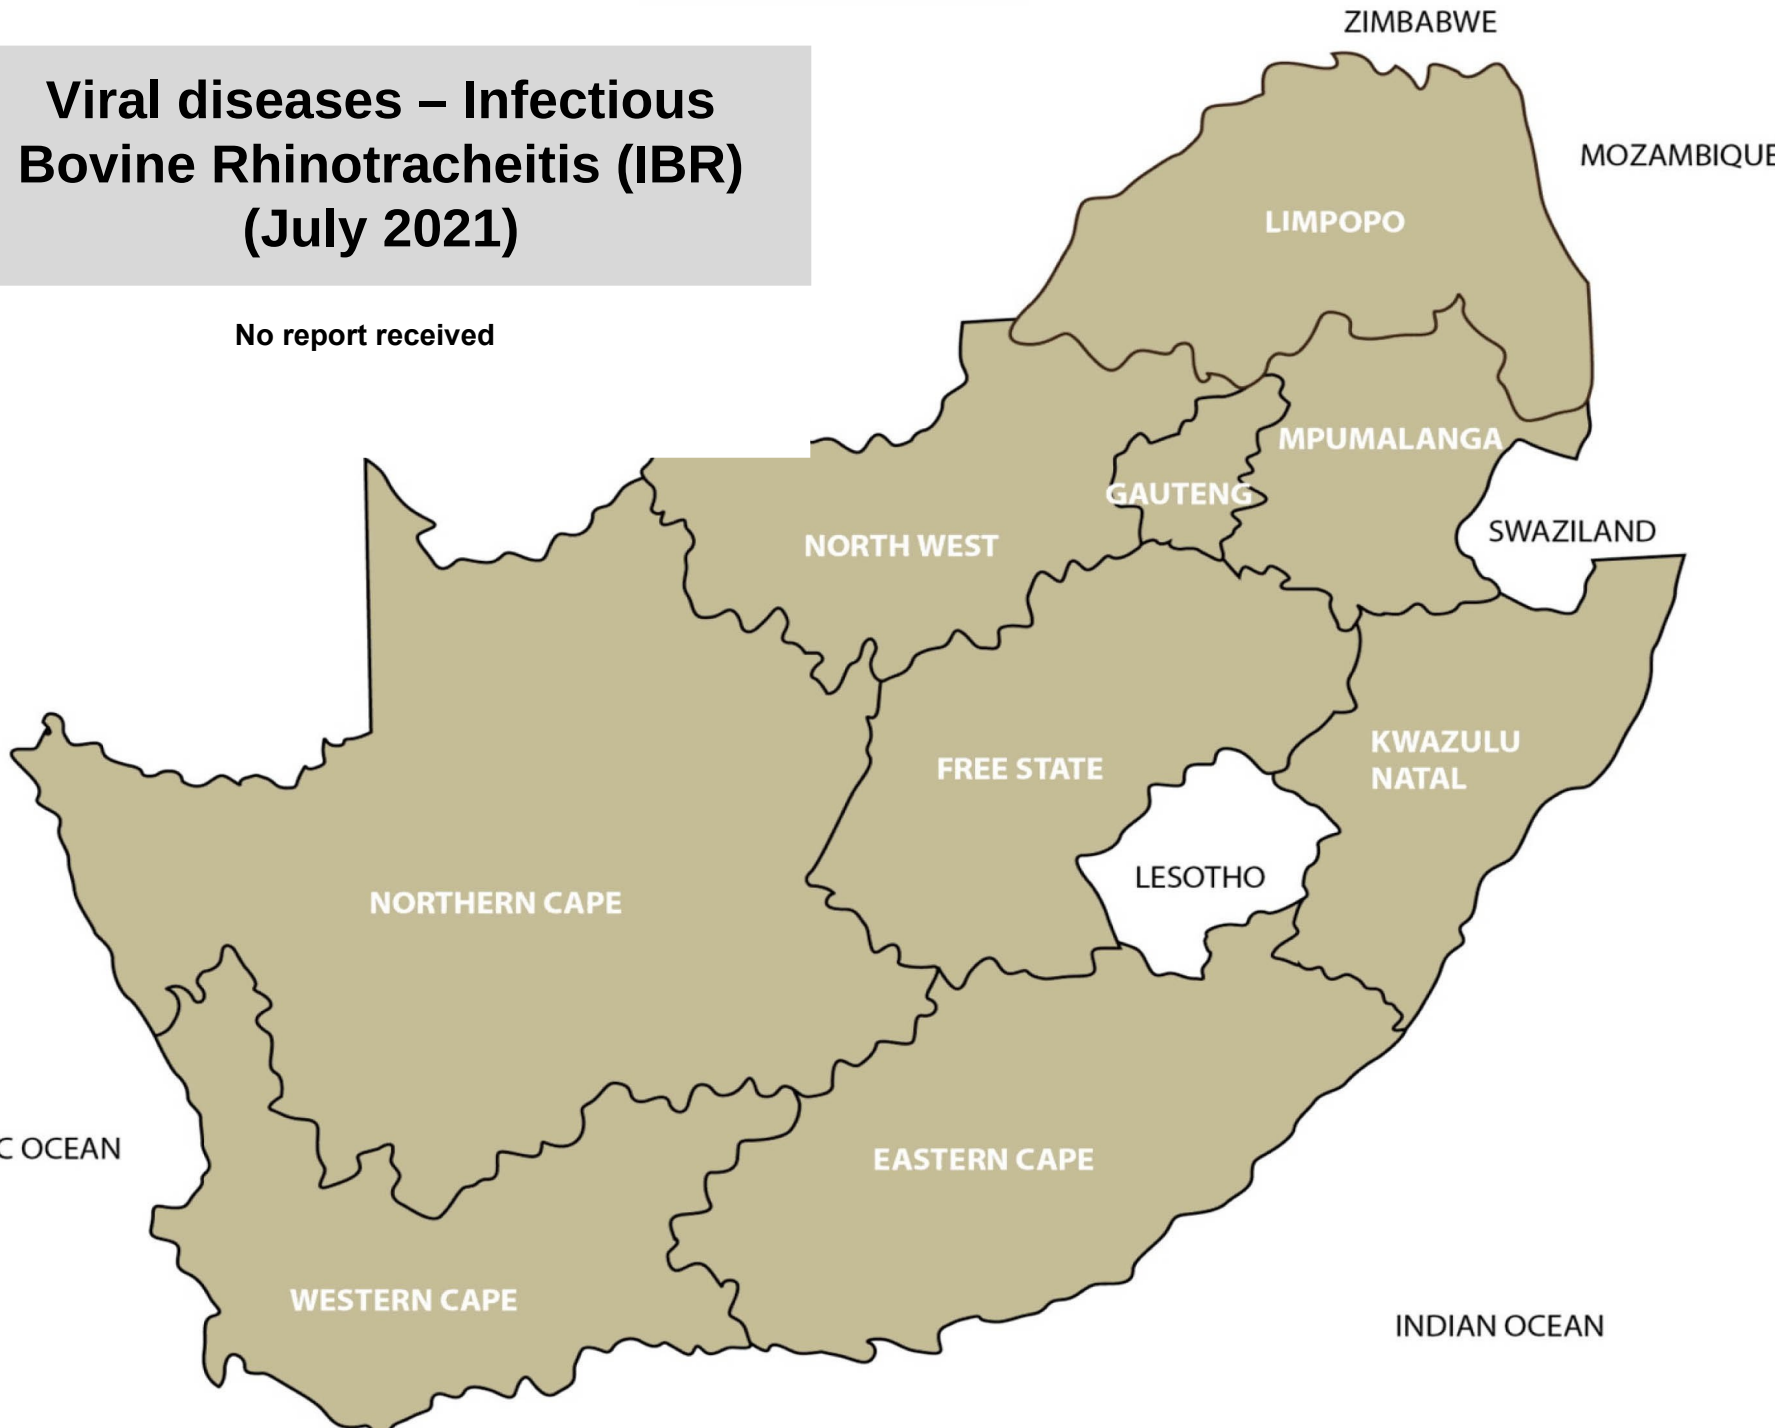 ZIMBABWE
Viral diseases – Infectious
Bovine Rhinotracheitis (IBR)
(July 2021)
MOZAMBIQUE
LIMPOPO
No report received
MPUMALANGA
GAUTENG
SWAZILAND
NORTH WEST
KWAZULU
NATAL
FREE STATE
LESOTHO
NORTHERN CAPE
C OCEAN
EASTERN CAPE
WESTERN CAPE
INDIAN OCEAN